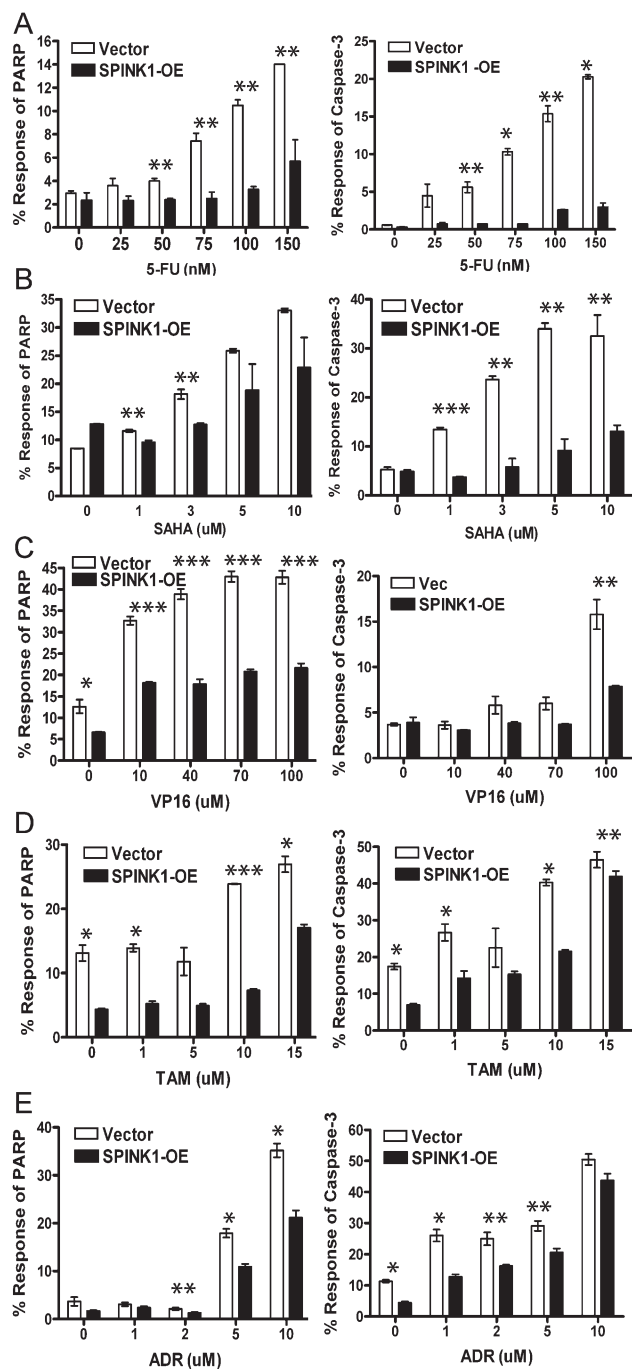 A
% Response of PARP
16
14
12
10
8
6
4
2
0
Vector
SPINK1-OE
**
**
**
**
0 25 50 75 100 150
5-FU (nM)
% Response of Caspase-3
25
20
15
10
5
0
Vector
SPINK1 -OE
**
*
**
*
0 25 50 75 100 150
5-FU (nM)
B
% Response of PARP
35
30
25
20
15
10
5
0
Vector
SPINK1-OE
**
**
0 1 3 5 10
SAHA (uM)
% Response of Caspase-3
40
30
20
10
0
Vector
SPINK1-OE
***
**
**
**
0 1 3 5 10
SAHA (uM)
C
% Response of PARP
45
40
35
30
25
20
15
10
5
0
Vector
SPINK1-OE
*
***
***
***
***
0 10 40 70 100
VP16 (uM)
% Response of Caspase-3
25
20
15
10
5
0
Vec
SPINK1-OE
**
0 10 40 70 100
VP16 (uM)
D
% Response of PARP
30
20
10
0
Vector
SPINK1-OE
*
*
***
*
0 1 5 10 15
TAM (uM)
% Response of Caspase-3
50
40
30
20
10
0
Vector
SPINK1-OE
*
*
*
**
0 1 5 10 15
TAM (uM)
E
% Response of PARP
40
30
20
10
0
Vector
SPINK1-OE
**
*
*
0 1 2 5 10
ADR (uM)
% Response of Caspase-3
60
50
40
30
20
10
0
Vector
SPINK1-OE
*
*
**
**
0 1 2 5 10
ADR (uM)